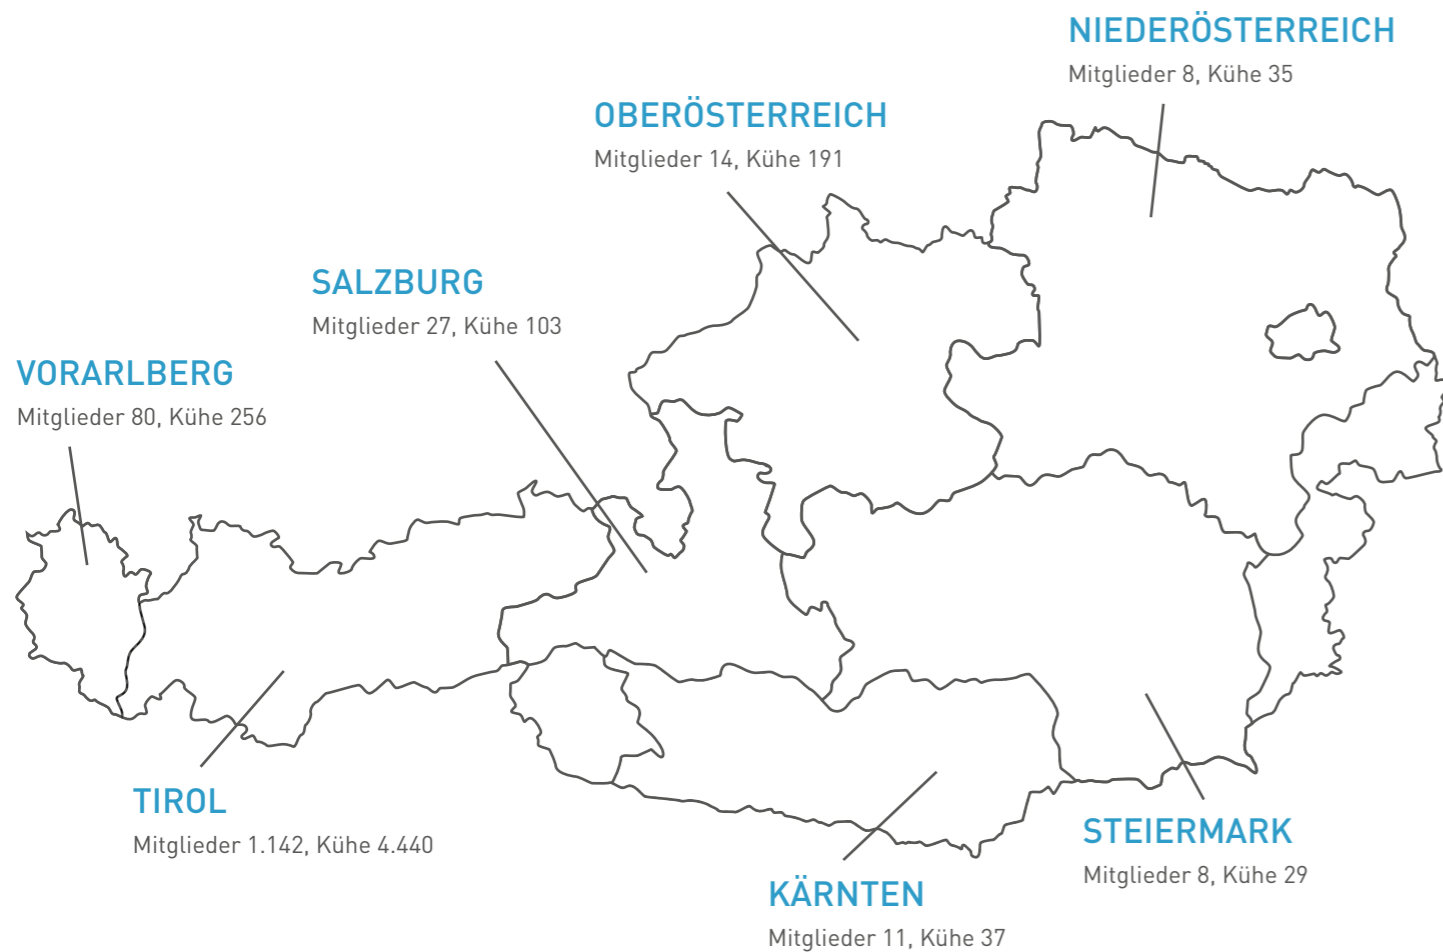 NIEDERÖSTERREICH
Mitglieder 8, Kühe 35
OBERÖSTERREICH
Mitglieder 14, Kühe 191
SALZBURG
Mitglieder 27, Kühe 103
VORARLBERG
Mitglieder 80, Kühe 256
TIROL
Mitglieder 1.142, Kühe 4.440
STEIERMARK
Mitglieder 8, Kühe 29
KÄRNTEN
Mitglieder 11, Kühe 37